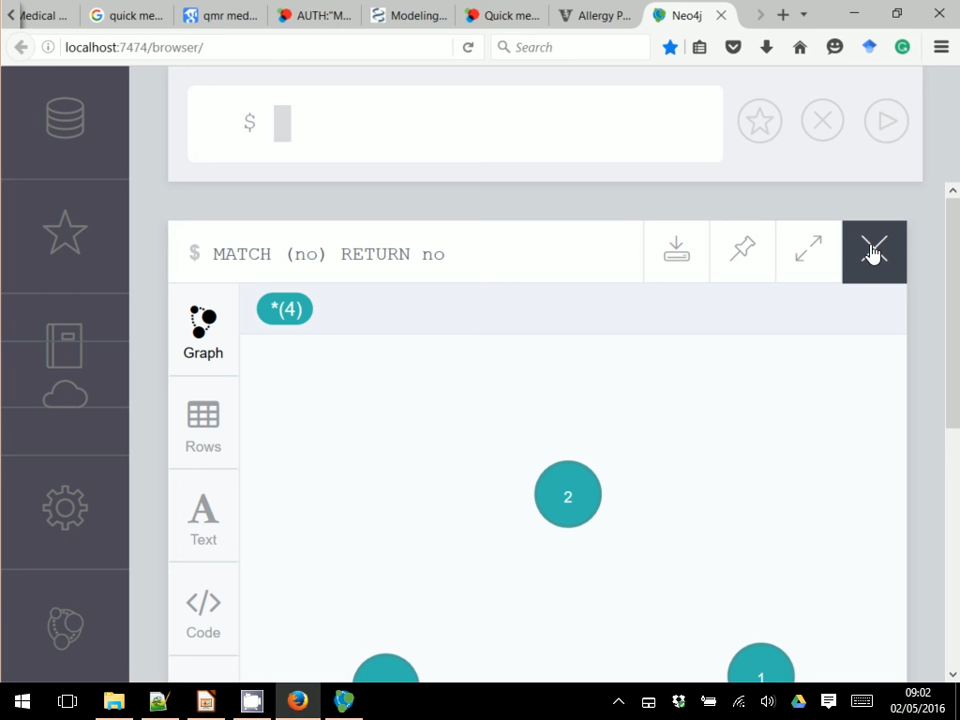 Medical ...
quick me...
qmr med...
AUTH:"M...
Modeling...
Quick me...
Allergy P...
Neo4j
localhost:7474/browser/
Search
$
$ MATCH (no) RETURN no
*(4)
Graph
Rows
A
Text
</>
Code
2
1
09:02
02/05/2016